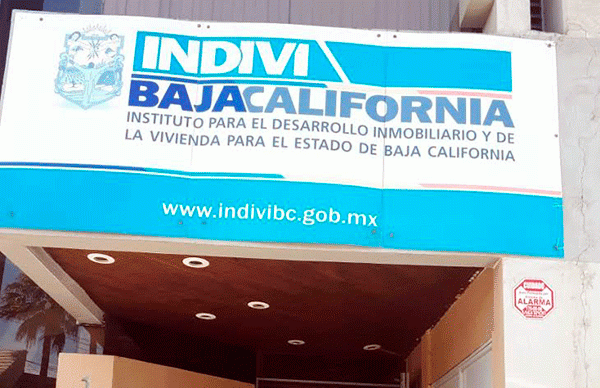 INDIVI
BAJACALIFORNIA
INSTITUTO PARA EL DESARROLLO INMOBILIARIO Y DE
LA VIVIENDA PARA EL ESTADO DE BAJA CALIFORNIA
www.indivibc.gob.mx
ALARMA